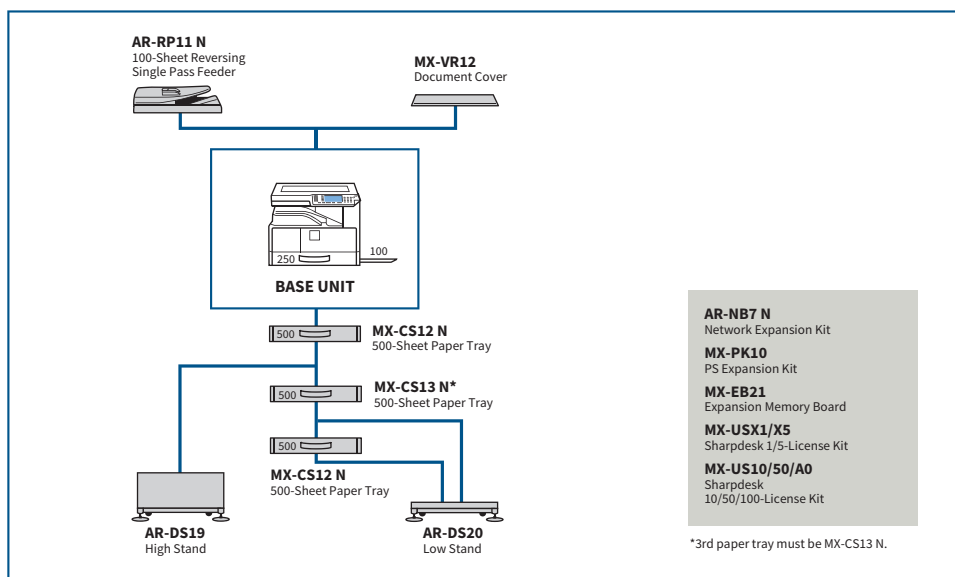 AR-RP11 N
100-Sheet Reversing
Single Pass Feeder
MX-VR12
Document Cover
250
100
BASE UNIT
500
MX-CS12 N
500-Sheet Paper Tray
500
MX-CS13 N*
500-Sheet Paper Tray
500
MX-CS12 N
500-Sheet Paper Tray
AR-DS19
High Stand
AR-DS20
Low Stand
AR-NB7 N
Network Expansion Kit
MX-PK10
PS Expansion Kit
MX-EB21
Expansion Memory Board
MX-USX1/X5
Sharpdesk 1/5-License Kit
MX-US10/50/A0
Sharpdesk
10/50/100-License Kit
*3rd paper tray must be MX-CS13 N.